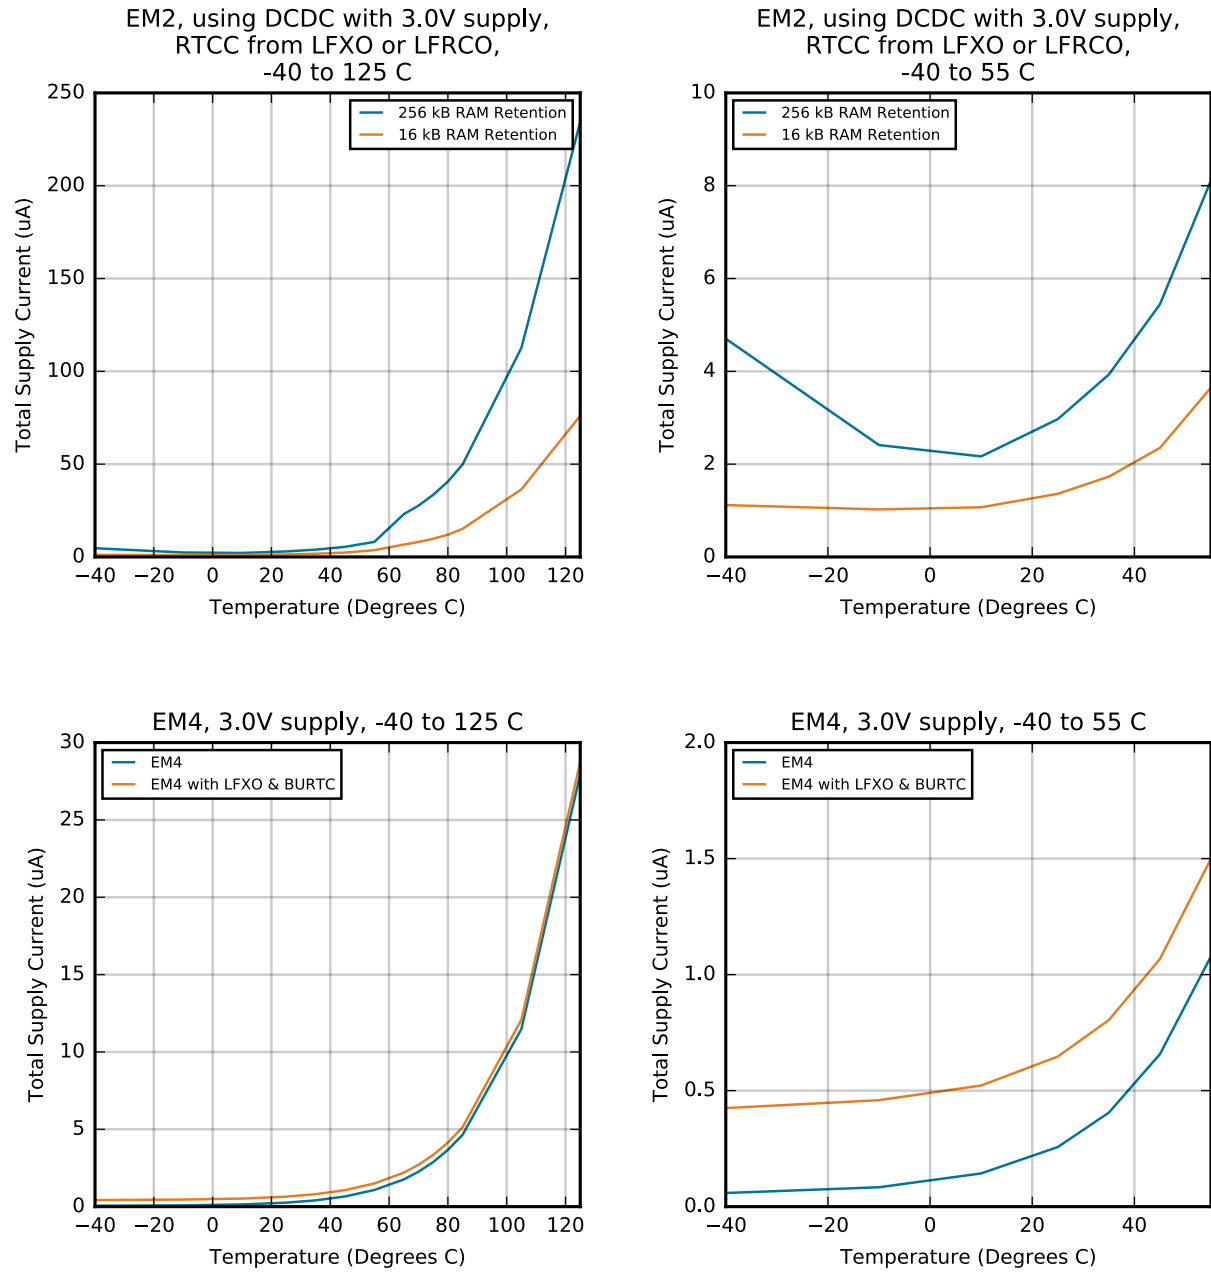 EM2, using DCDC with 3.0V supply,
RTCC from LFXO or LFRCO,
-40 to 125 C
250
200
150
100
50
0
Total Supply Current (uA)
256 kB RAM Retention
16 kB RAM Retention
−40 −20 0 20 40 60 80 100 120
Temperature (Degrees C)
EM2, using DCDC with 3.0V supply,
RTCC from LFXO or LFRCO,
-40 to 55 C
10
8
6
4
2
0
Total Supply Current (uA)
256 kB RAM Retention
16 kB RAM Retention
−40 −20 0 20 40
Temperature (Degrees C)
EM4, 3.0V supply, -40 to 125 C
30
25
20
15
10
5
0
Total Supply Current (uA)
EM4
EM4 with LFXO & BURTC
−40 −20 0 20 40 60 80 100 120
Temperature (Degrees C)
EM4, 3.0V supply, -40 to 55 C
2.0
1.5
1.0
0.5
0.0
Total Supply Current (uA)
EM4
EM4 with LFXO & BURTC
−40 −20 0 20 40
Temperature (Degrees C)